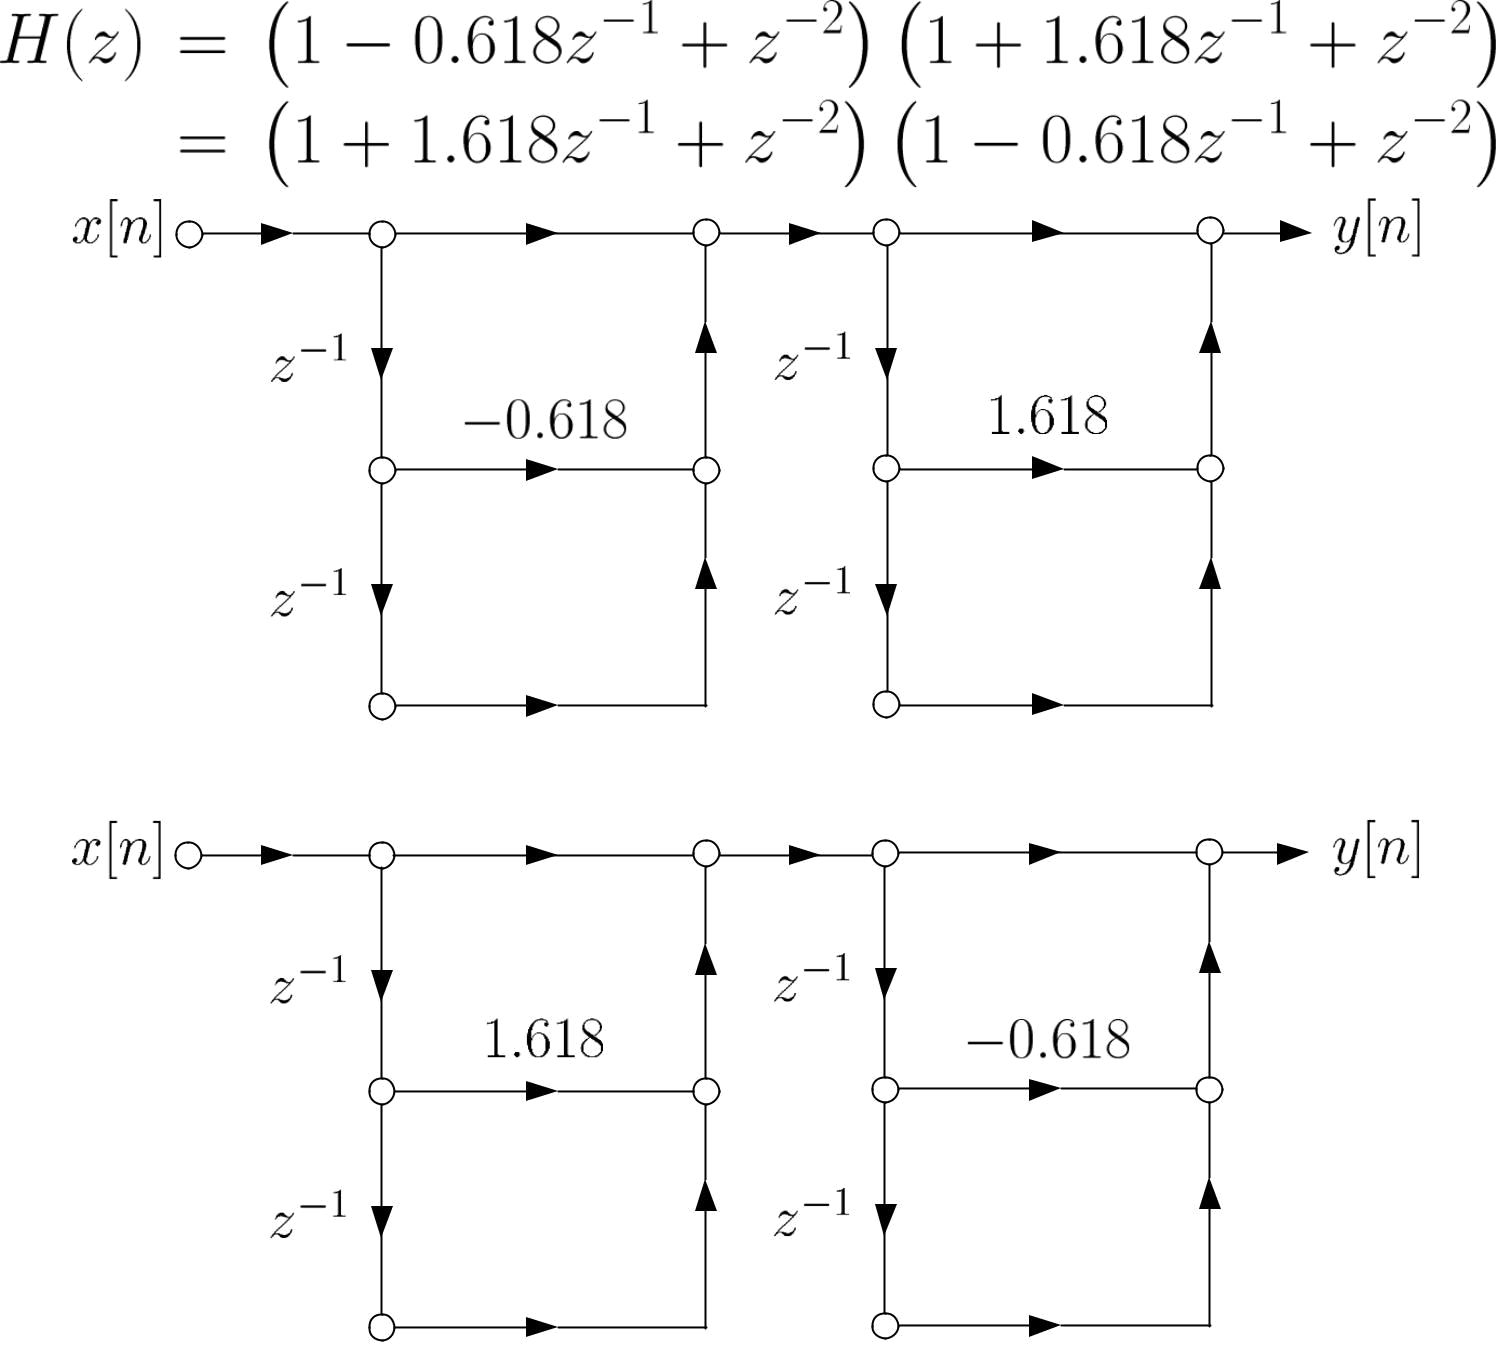 H(z) = (1 − 0.618z⁻¹ + z⁻²) (1 + 1.618z⁻¹ + z⁻²)
= (1 + 1.618z⁻¹ + z⁻²) (1 − 0.618z⁻¹ + z⁻²)
x[n] y[n]
z⁻¹ z⁻¹
−0.618 1.618
z⁻¹ z⁻¹
x[n] y[n]
z⁻¹ z⁻¹
1.618 −0.618
z⁻¹ z⁻¹